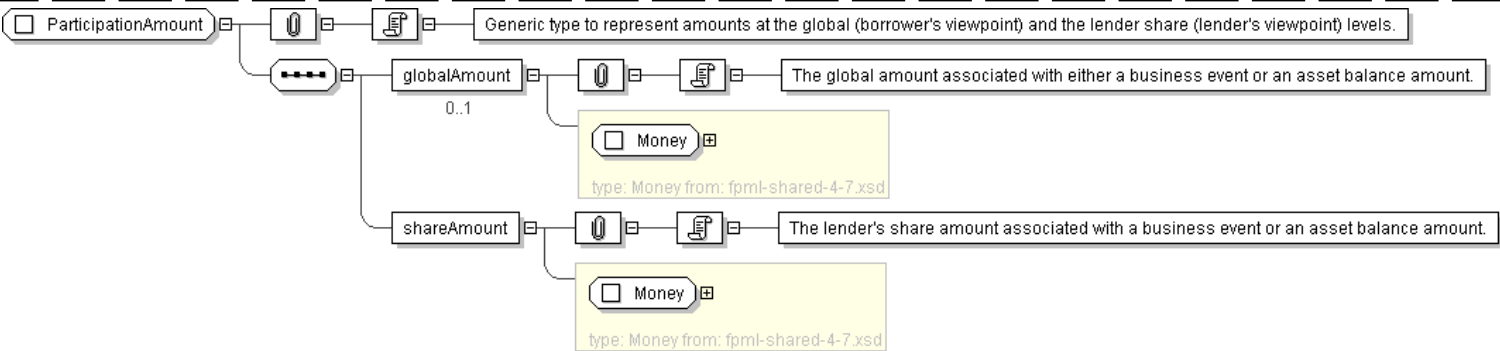 ParticipationAmount
Generic type to represent amounts at the global (borrower's viewpoint) and the lender share (lender's viewpoint) levels.
globalAmount
The global amount associated with either a business event or an asset balance amount.
0..1
Money
type: Money from: fpml-shared-4-7.xsd
shareAmount
The lender's share amount associated with a business event or an asset balance amount.
Money
type: Money from: fpml-shared-4-7.xsd